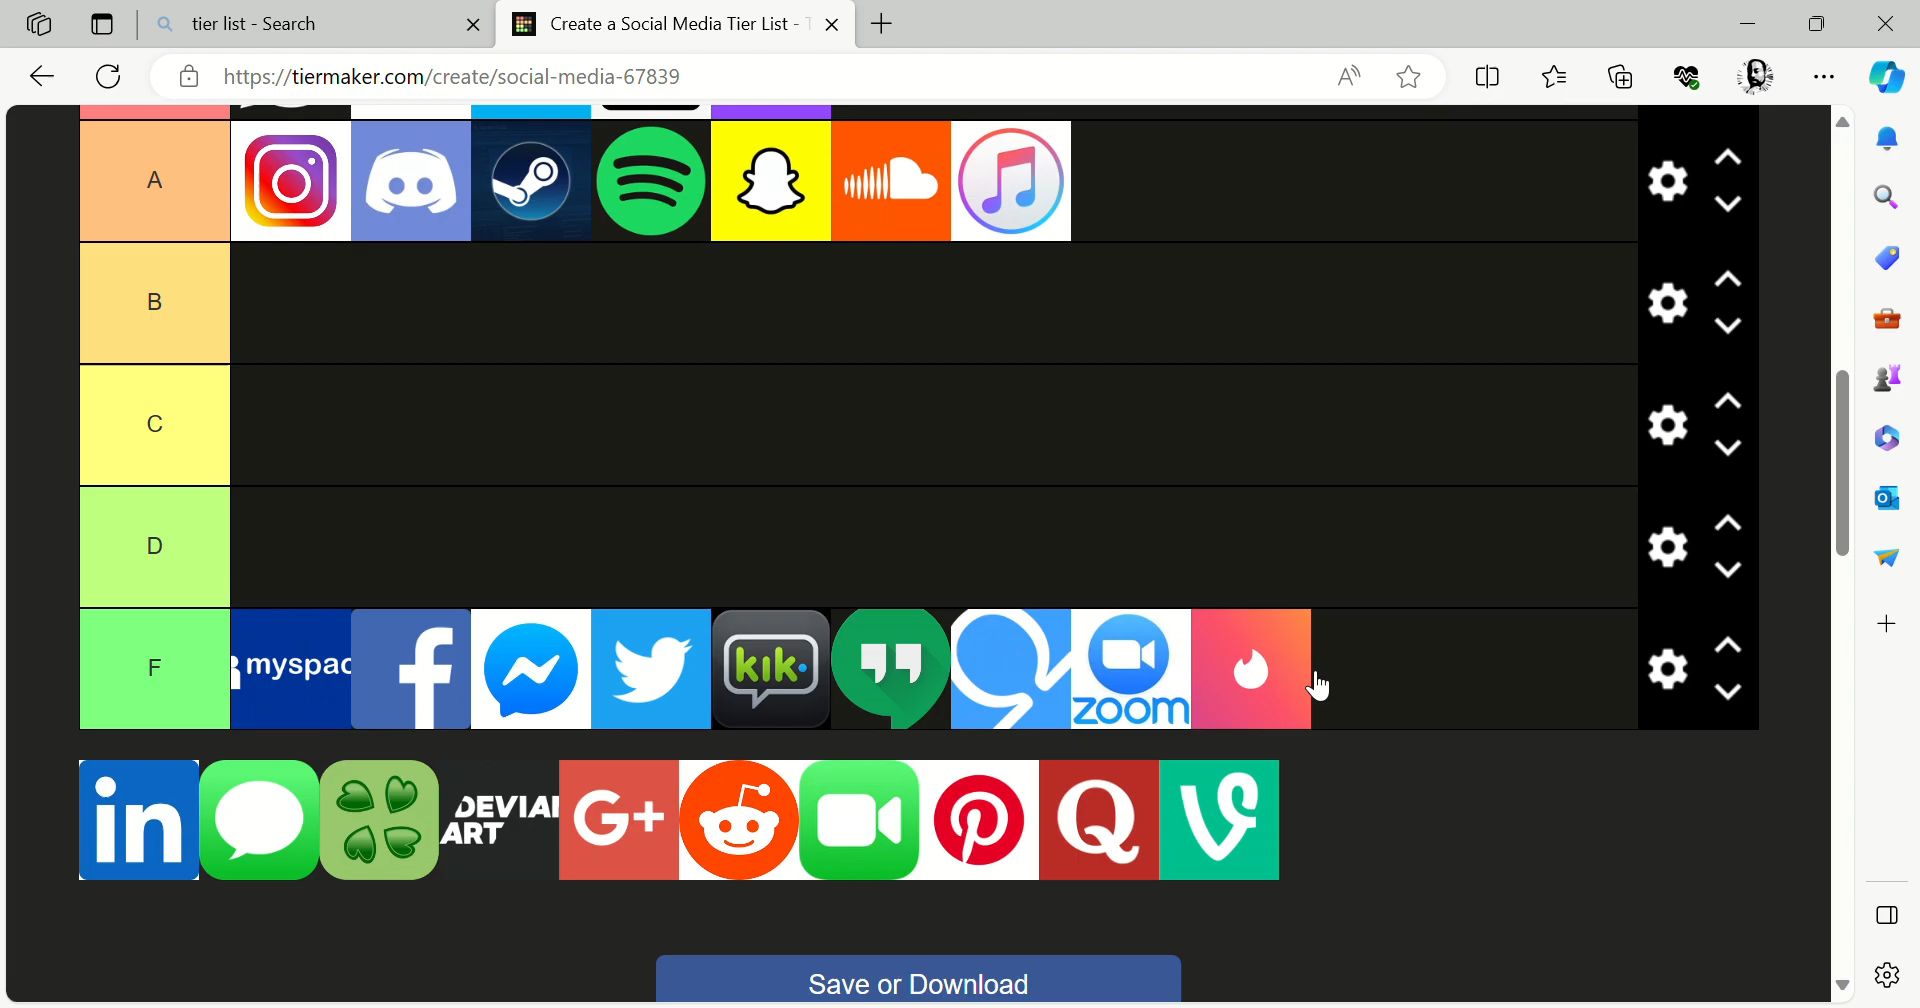 tier list - Search
Create a Social Media Tier List -
https://tiermaker.com/create/social-media-67839
A
B
C
D
F
myspac
f
kik.
zoom
in
DEVIA
ART
G+
Q
Save or Download